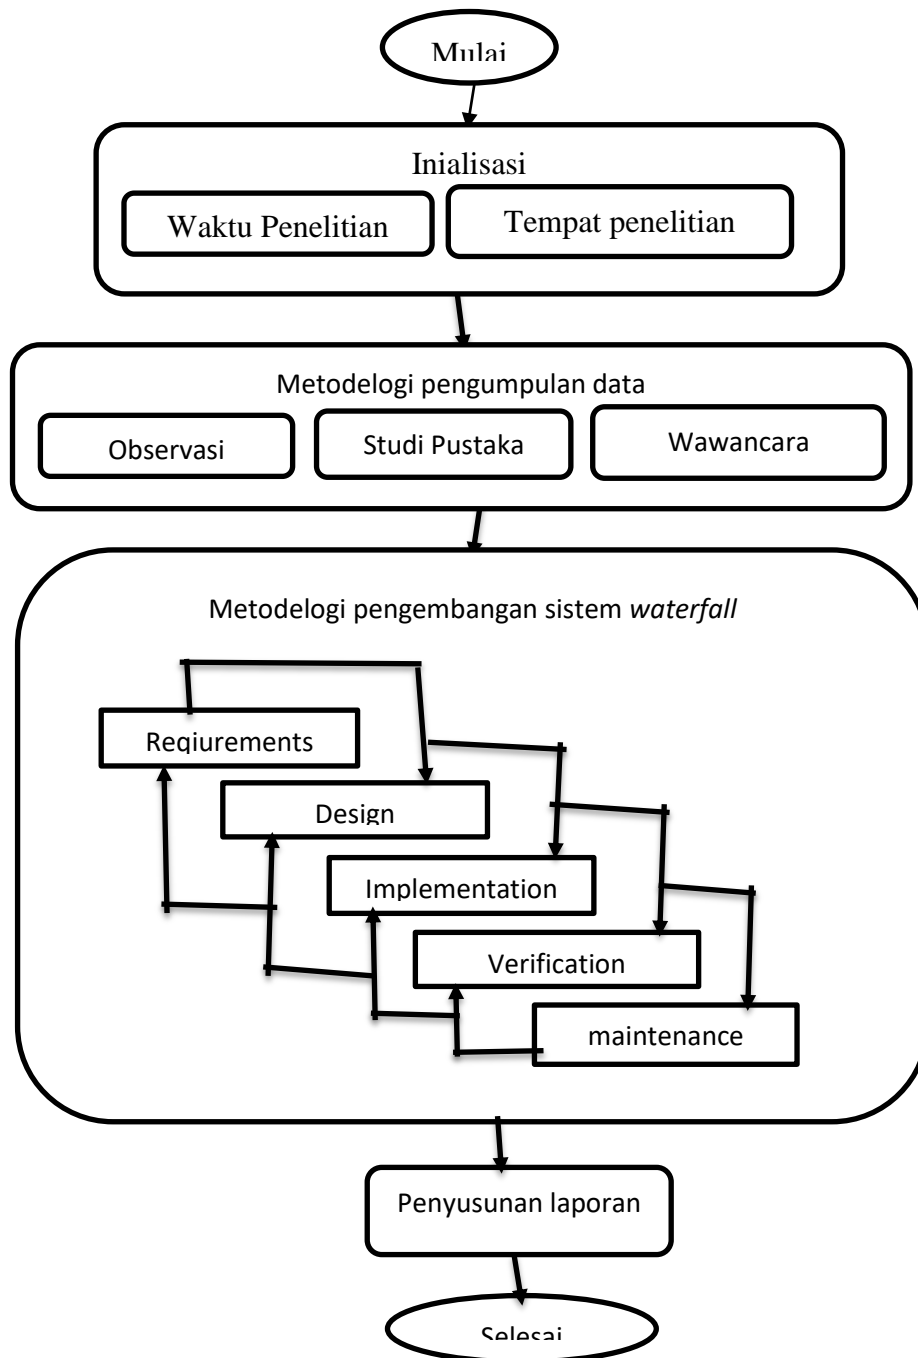 Mulai
Inialisasi
Waktu Penelitian
Tempat penelitian
Metodelogi pengumpulan data
Observasi
Studi Pustaka
Wawancara
Metodelogi pengembangan sistem waterfall
Reqiurements
Design
Implementation
Verification
maintenance
Penyusunan laporan
Selesai